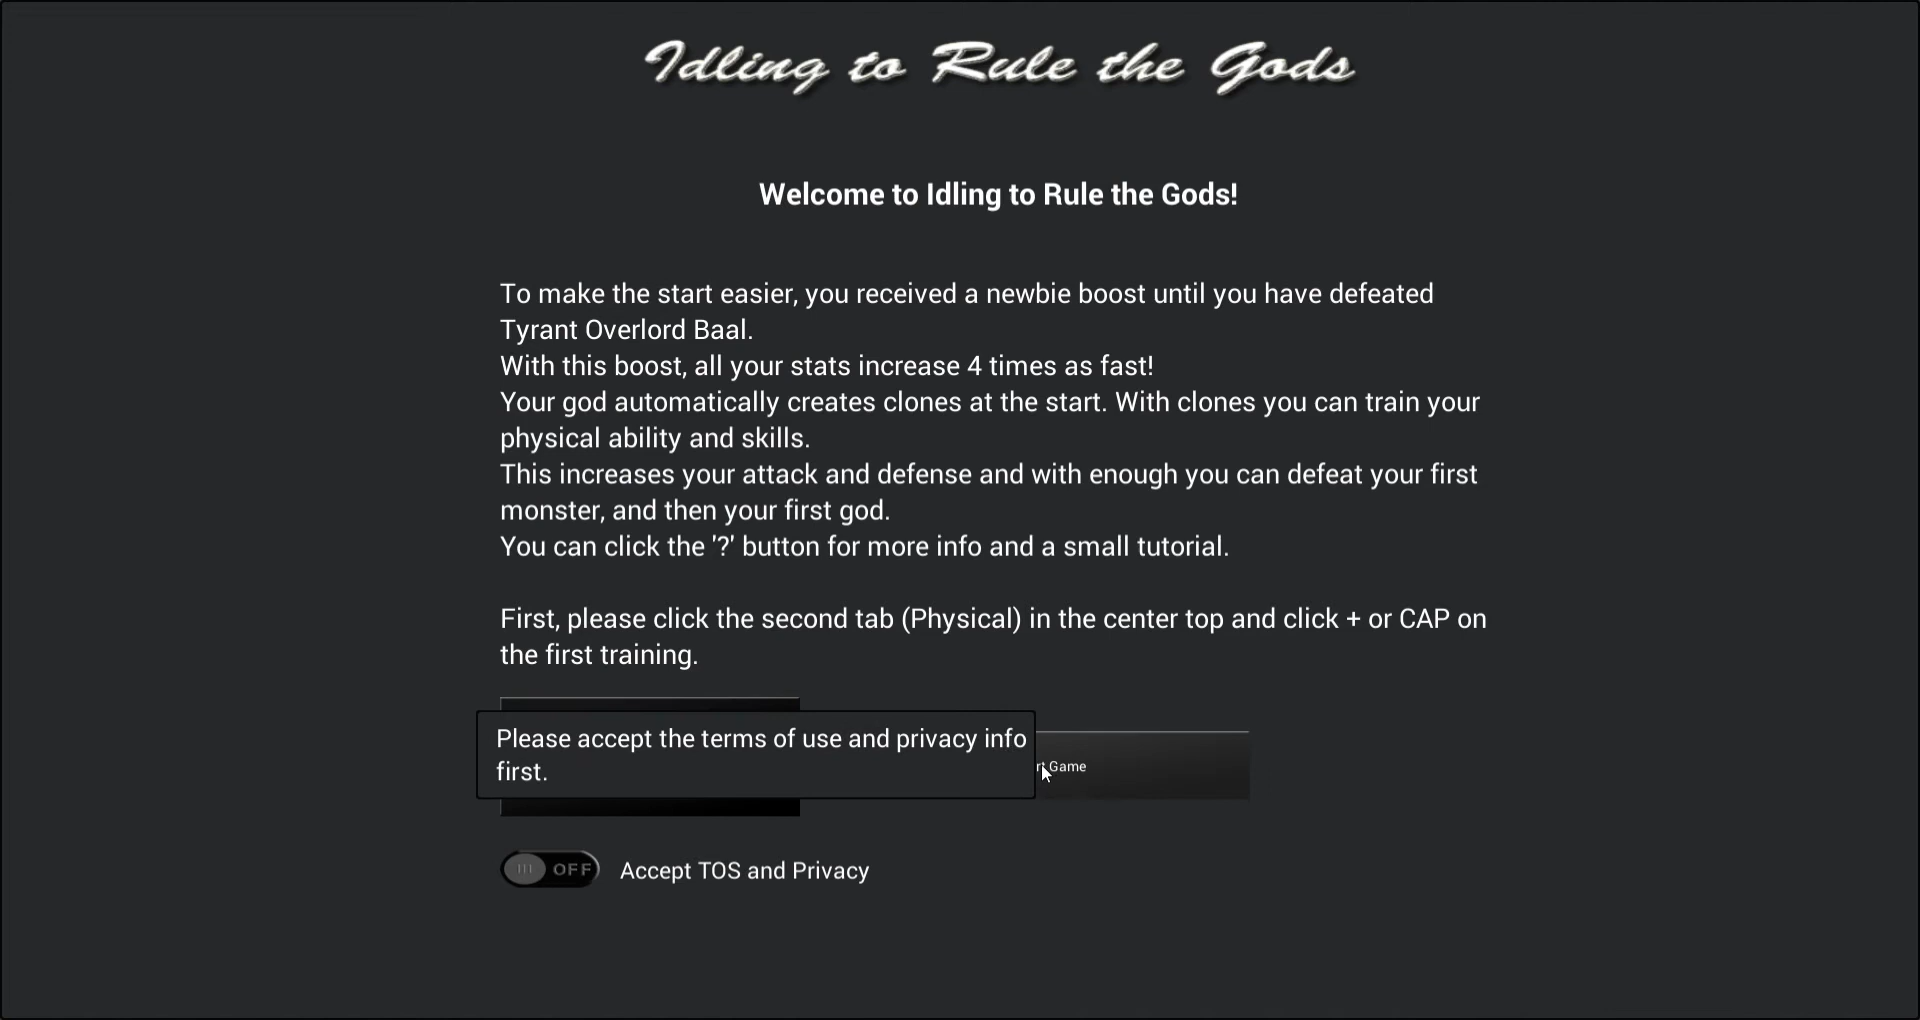 Idling to Rule the Gods
Welcome to Idling to Rule the Gods!
To make the start easier, you received a newbie boost until you have defeated
Tyrant Overlord Baal.
With this boost, all your stats increase 4 times as fast!
Your god automatically creates clones at the start. With clones you can train your
physical ability and skills.
This increases your attack and defense and with enough you can defeat your first
monster, and then your first god.
You can click the '?' button for more info and a small tutorial.
First, please click the second tab (Physical) in the center top and click + or CAP on
the first training.
Please accept the terms of use and privacy info
first.
Game
OFF
Accept TOS and Privacy